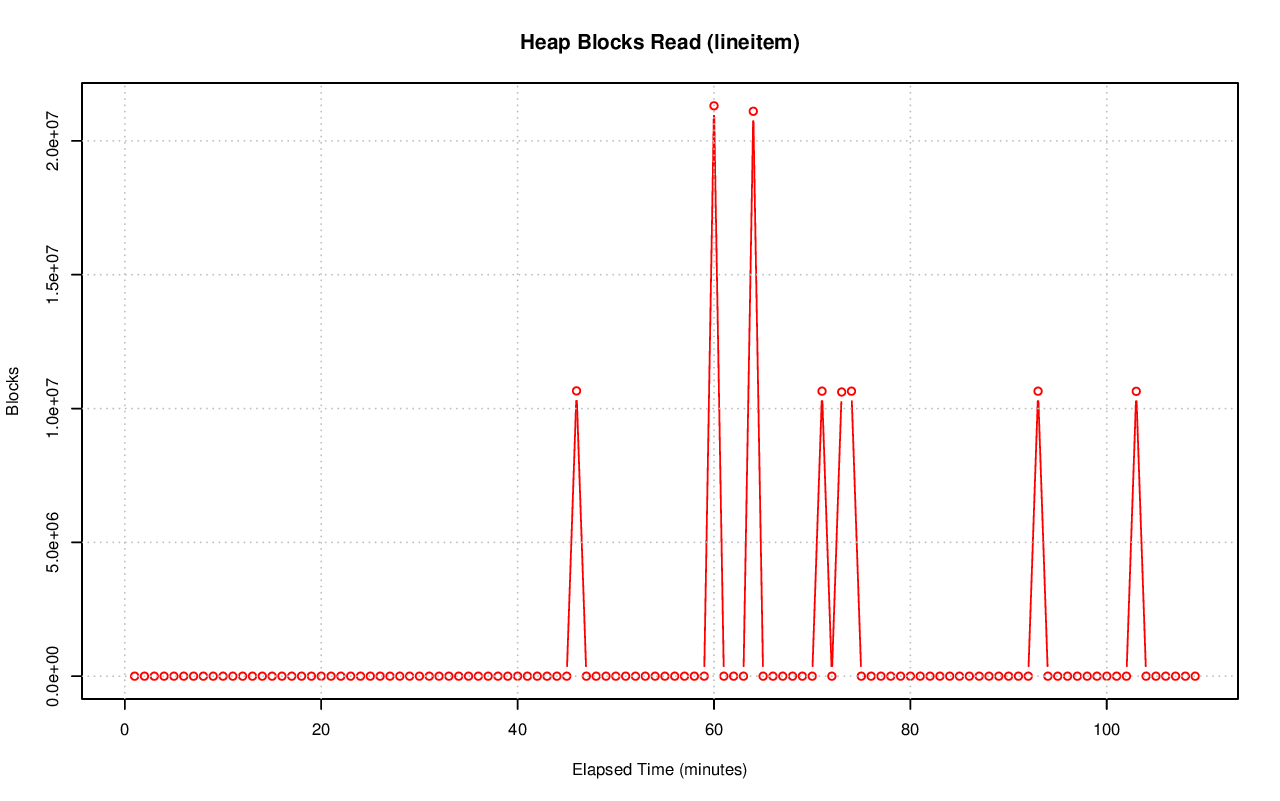 Heap Blocks Read (lineitem)
Blocks
2.0e+07
1.5e+07
1.0e+07
5.0e+06
0.0e+00
0 20 40 60 80 100
Elapsed Time (minutes)